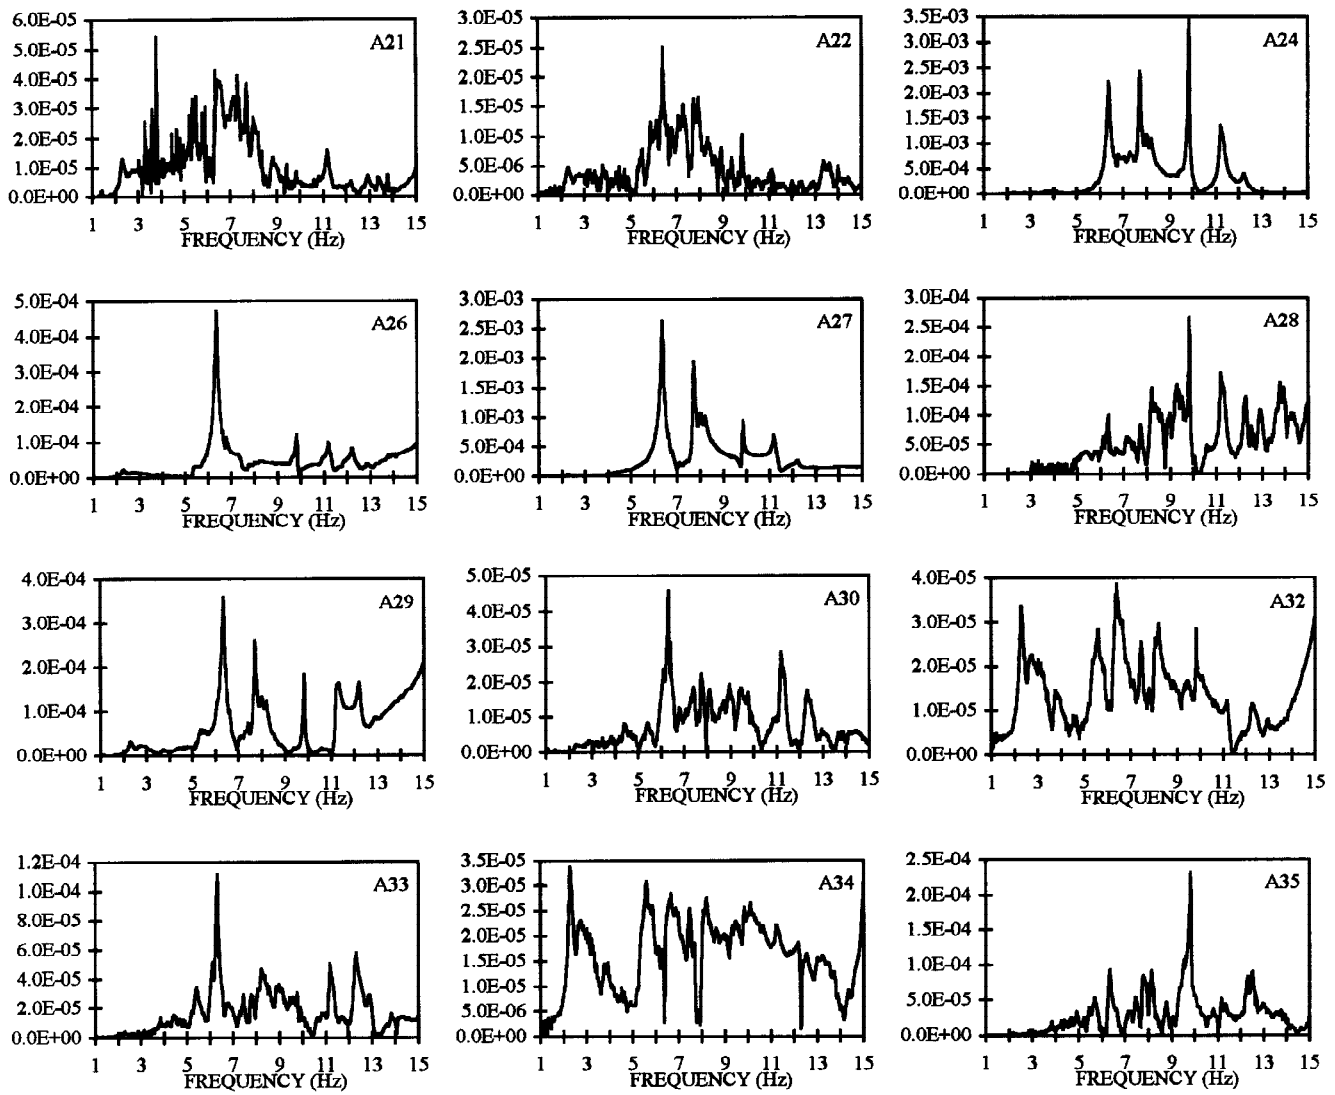 6.0E-05
5.0E-05
4.0E-05
3.0E-05
2.0E-05
1.0E-05
0.0E+00
A21
1 3 5 7 9 11 13 15
FREQUENCY (Hz)
3.0E-05
2.5E-05
2.0E-05
1.5E-05
1.0E-05
5.0E-06
0.0E+00
A22
1 3 5 7 9 11 13 15
FREQUENCY (Hz)
3.5E-03
3.0E-03
2.5E-03
2.0E-03
1.5E-03
1.0E-03
5.0E-04
0.0E+00
A24
1 3 5 7 9 11 13 15
FREQUENCY (Hz)
5.0E-04
4.0E-04
3.0E-04
2.0E-04
1.0E-04
0.0E+00
A26
1 3 5 7 9 11 13 15
FREQUENCY (Hz)
3.0E-03
2.5E-03
2.0E-03
1.5E-03
1.0E-03
5.0E-04
0.0E+00
A27
1 3 5 7 9 11 13 15
FREQUENCY (Hz)
3.0E-04
2.5E-04
2.0E-04
1.5E-04
1.0E-04
5.0E-05
0.0E+00
A28
1 3 5 7 9 11 13 15
FREQUENCY (Hz)
4.0E-04
3.0E-04
2.0E-04
1.0E-04
0.0E+00
A29
1 3 5 7 9 11 13 15
FREQUENCY (Hz)
5.0E-05
4.0E-05
3.0E-05
2.0E-05
1.0E-05
0.0E+00
A30
1 3 5 7 9 11 13 15
FREQUENCY (Hz)
4.0E-05
3.0E-05
2.0E-05
1.0E-05
0.0E+00
A32
1 3 5 7 9 11 13 15
FREQUENCY (Hz)
1.2E-04
1.0E-04
8.0E-05
6.0E-05
4.0E-05
2.0E-05
0.0E+00
A33
1 3 5 7 9 11 13 15
FREQUENCY (Hz)
3.5E-05
3.0E-05
2.5E-05
2.0E-05
1.5E-05
1.0E-05
5.0E-06
0.0E+00
A34
1 3 5 7 9 11 13 15
FREQUENCY (Hz)
2.5E-04
2.0E-04
1.5E-04
1.0E-04
5.0E-05
0.0E+00
A35
1 3 5 7 9 11 13 15
FREQUENCY (Hz)